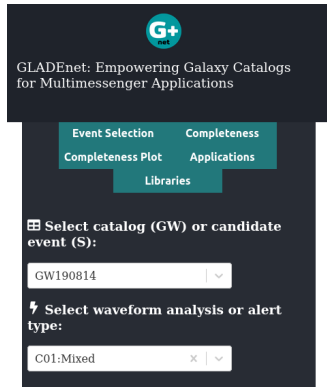 G+
net
GLADEnet: Empowering Galaxy Catalogs
for Multimessenger Applications
Event Selection
Completeness
Completeness Plot
Applications
Libraries
Select catalog (GW) or candidate
event (S):
GW190814
Select waveform analysis or alert
type:
C01:Mixed